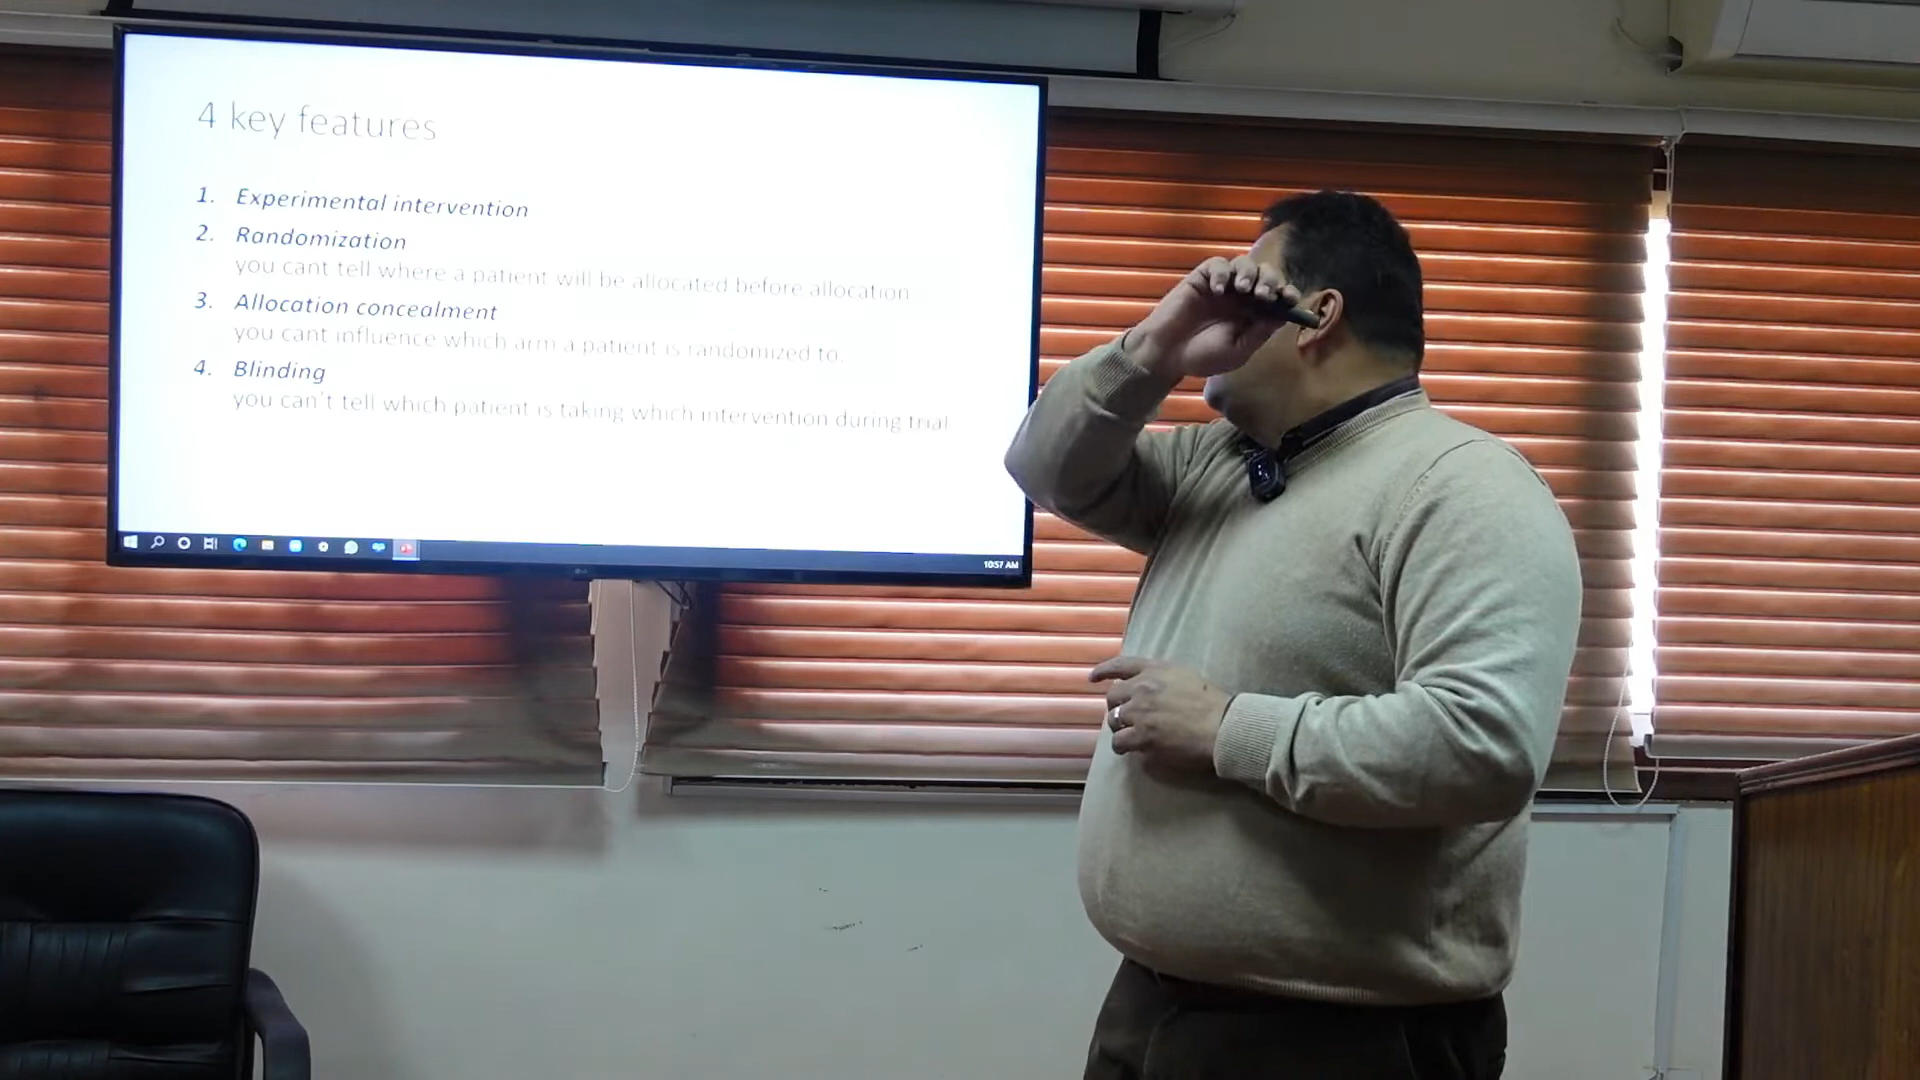 4 key features
1. Experimental intervention
2. Randomization
you cant tell where a patient will be allocated before allocation
3. Allocation concealment
you cant influence which arm a patient is randomized to.
4. Blinding
you can't tell which patient is taking which intervention during trial
10:57 AM
LG